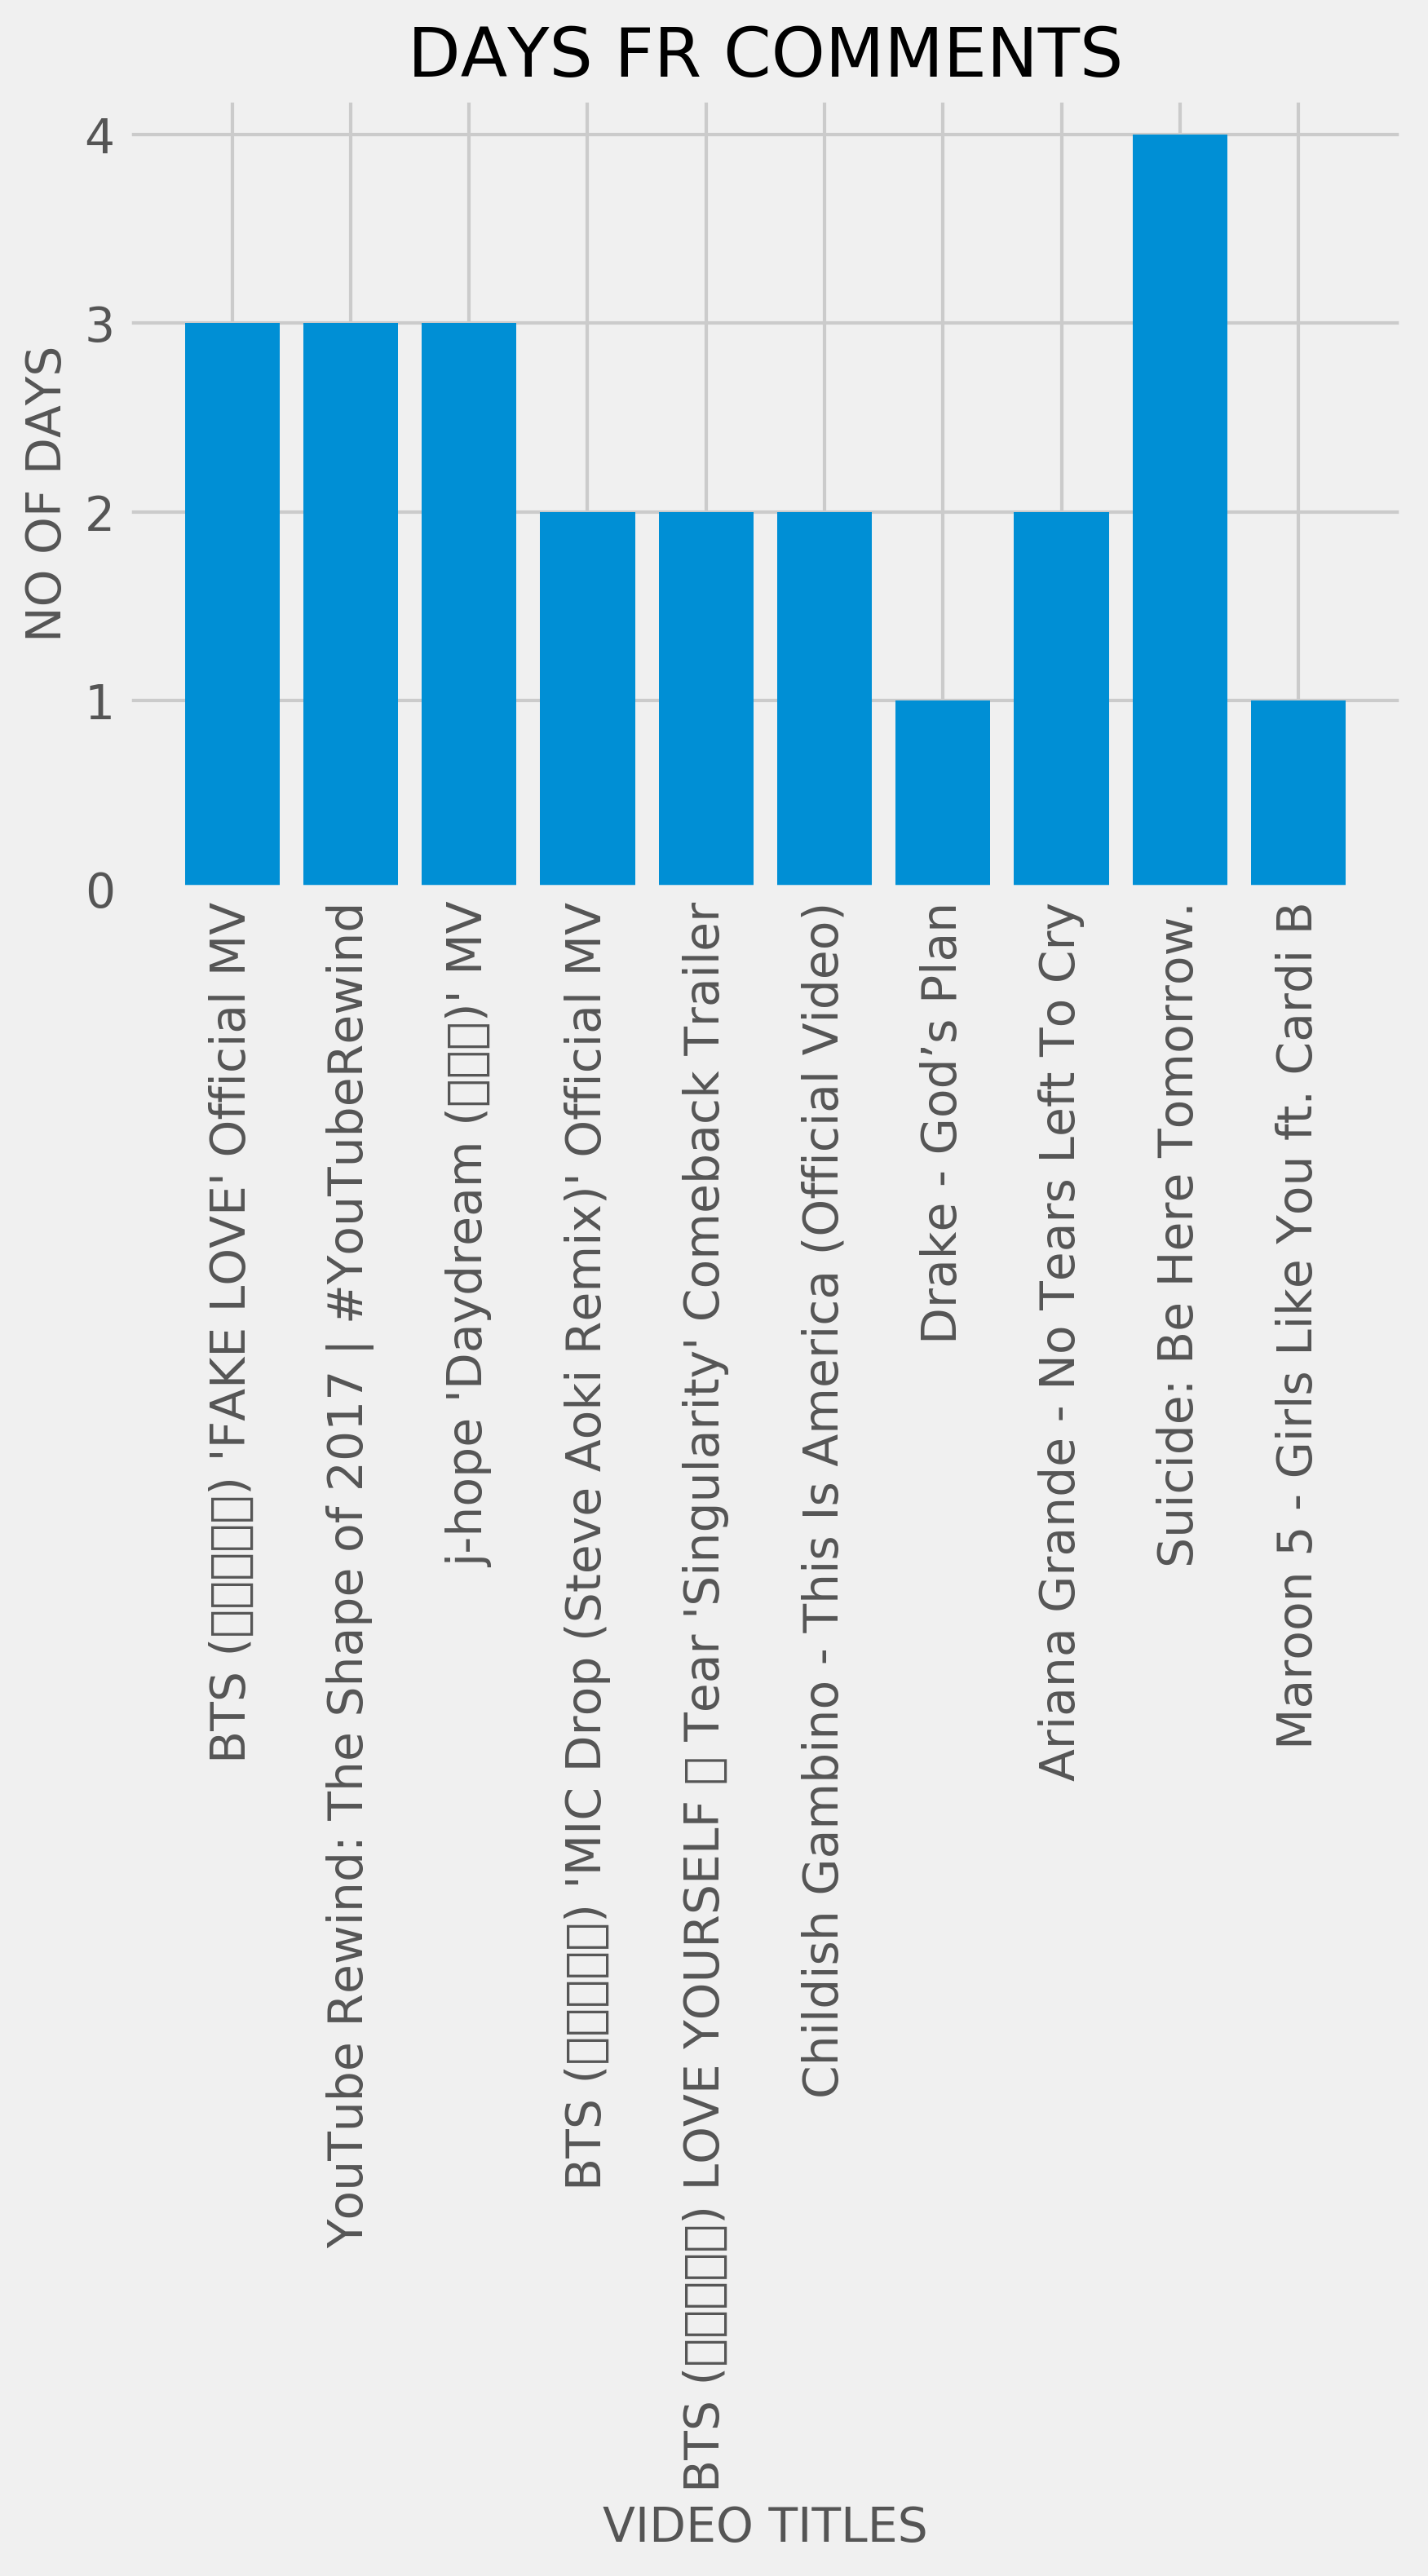 DAYS FR COMMENTS
4
3
2
1
0
NO OF DAYS
BTS (□□□□□) 'FAKE LOVE' Official MV
YouTube Rewind: The Shape of 2017 | #YouTubeRewind
j-hope 'Daydream (□□□)' MV
BTS (□□□□□) 'MIC Drop (Steve Aoki Remix)' Official MV
BTS (□□□□□) LOVE YOURSELF □ Tear 'Singularity' Comeback Trailer
Childish Gambino - This Is America (Official Video)
Drake - God’s Plan
Ariana Grande - No Tears Left To Cry
Suicide: Be Here Tomorrow.
Maroon 5 - Girls Like You ft. Cardi B
VIDEO TITLES